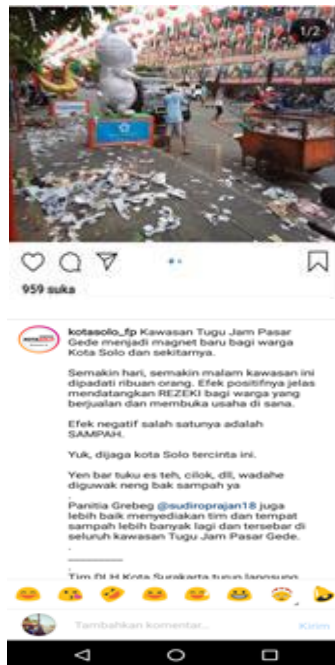 1/2
959 suka
kotasolo_fp Kawasan Tugu Jam Pasar
Gede menjadi magnet baru bagi warga
Kota Solo dan sekitarnya.
Semakin hari, semakin malam kawasan ini
dipadati ribuan orang. Efek positifnya jelas
mendatangkan REZEKI bagi warga yang
berjualan dan membuka usaha di sana.
Efek negatif salah satunya adalah
SAMPAH.
Yuk, dijaga kota Solo tercinta ini.
Yen bar tuku es teh, cilok, dll, wadahe
diguwak neng bak sampah ya
.
Panitia Grebeg @sudiroprajan18 juga
lebih baik menyediakan tim dan tempat
sampah lebih banyak lagi dan tersebar di
seluruh kawasan Tugu Jam Pasar Gede.
.
Tim DLH Kota Surakarta turun langsung
Tambahkan komentar... Kirim